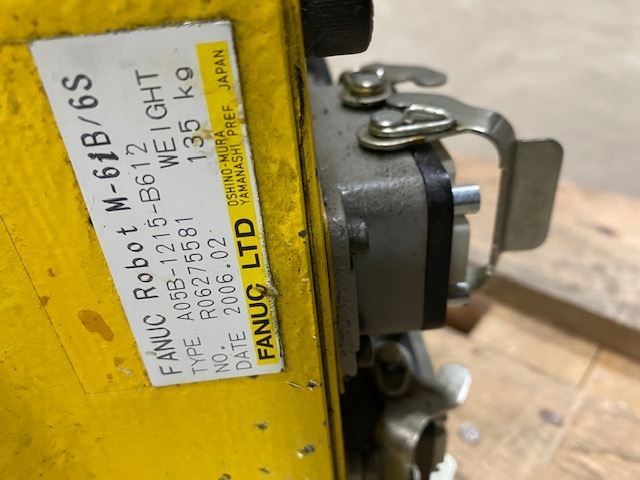 FANUC Robot M-6iB/6S
TYPE A05B-1215-B612
NO. R06275581 WEIGHT
DATE 2006.02 135 kg
FANUC LTD OSHINO-MURA
YAMANASHI PREF. JAPAN